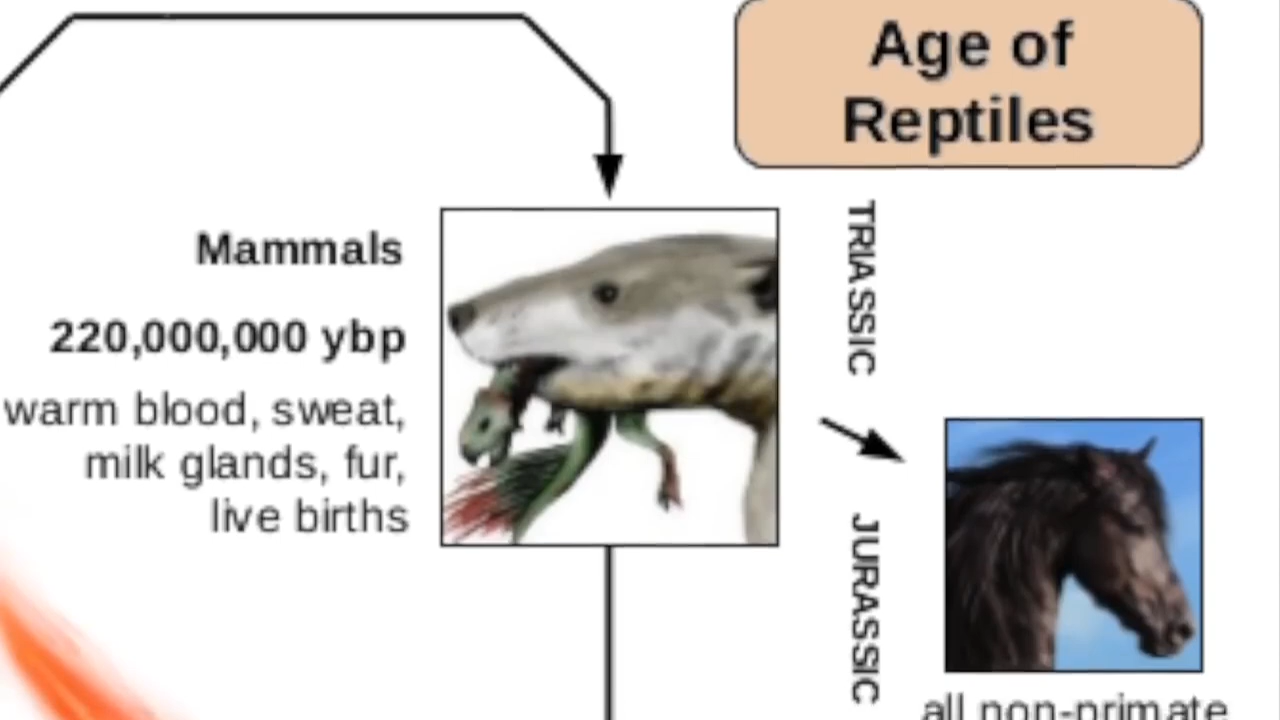 Age of
Reptiles
Mammals
220,000,000 ybp
warm blood, sweat,
milk glands, fur,
live births
TRIASSIC
JURASSIC
all non-primate